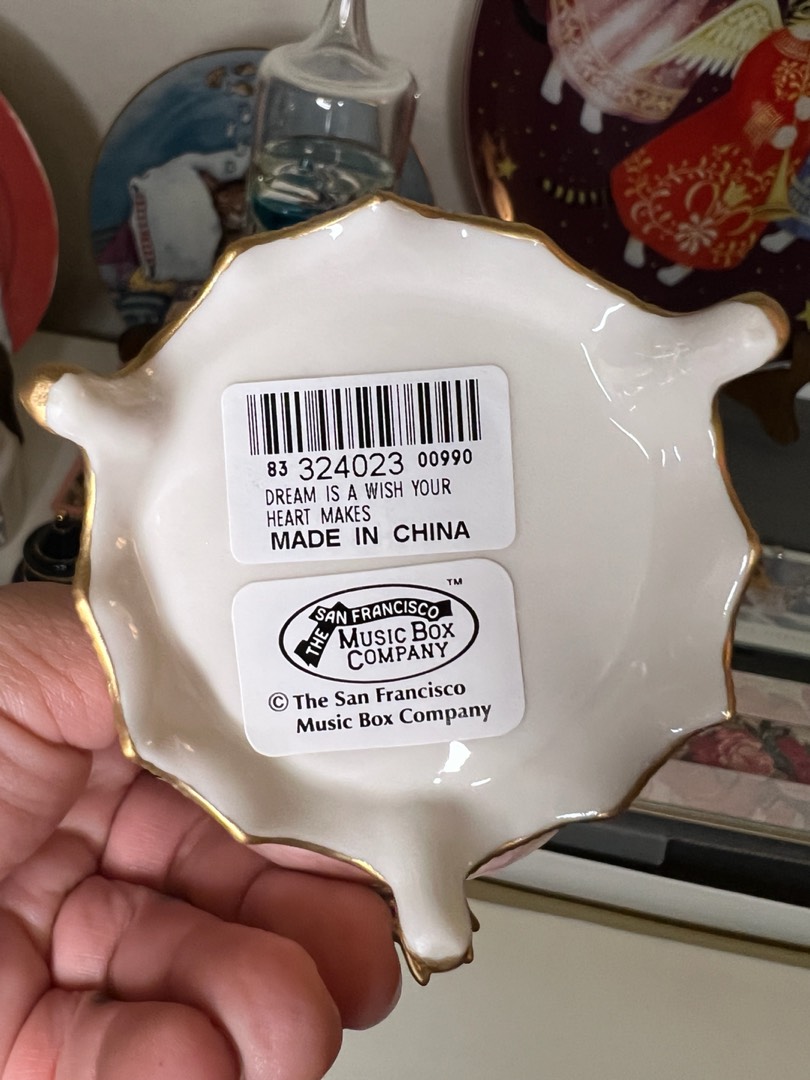 83 324023 00990
DREAM IS A WISH YOUR
HEART MAKES
MADE IN CHINA
TM
THE SAN FRANCISCO
MUSIC BOX
COMPANY
© The San Francisco
Music Box Company